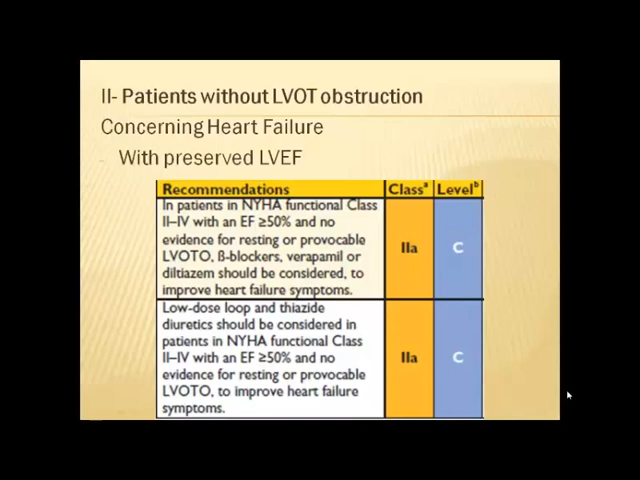 II- Patients without LVOT obstruction
Concerning Heart Failure
With preserved LVEF
Recommendations Classa Levelb
In patients in NYHA functional Class
II–IV with an EF ≥50% and no
evidence for resting or provocable
LVOTO, ß-blockers, verapamil or
diltiazem should be considered, to
improve heart failure symptoms.
IIa C
Low-dose loop and thiazide
diuretics should be considered in
patients in NYHA functional Class
II–IV with an EF ≥50% and no
evidence for resting or provocable
LVOTO, to improve heart failure
symptoms.
IIa C